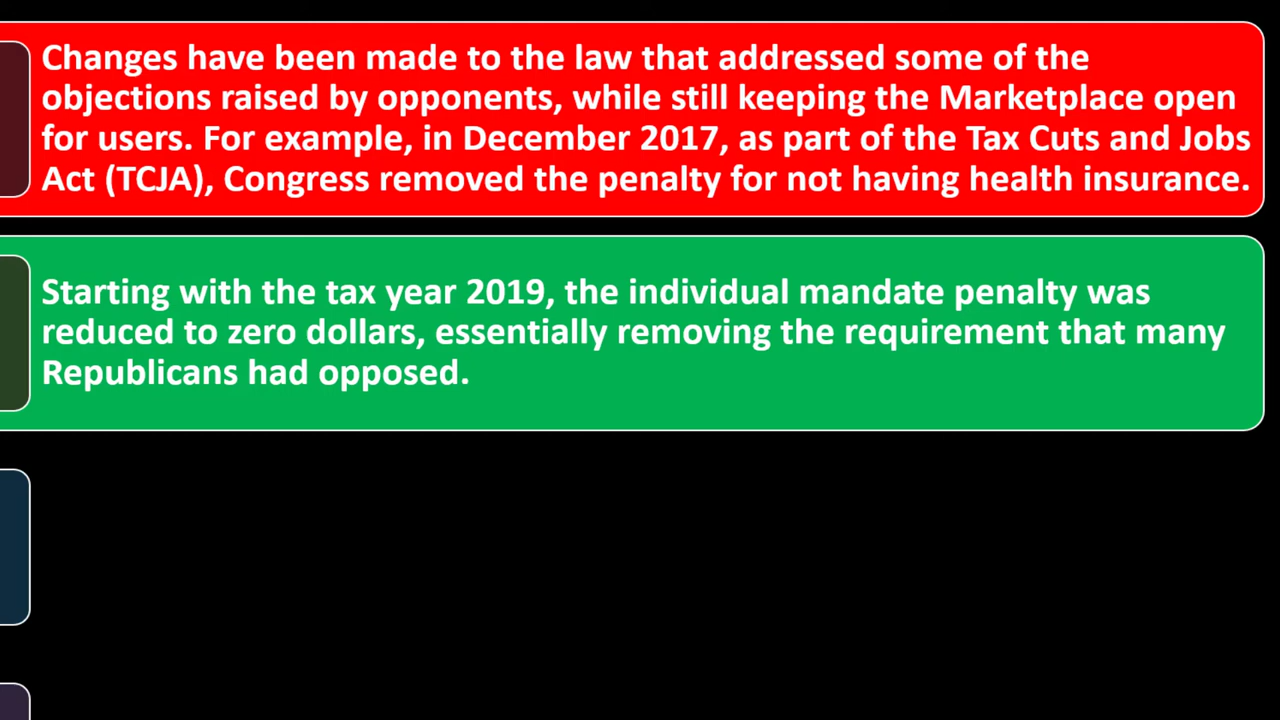 Changes have been made to the law that addressed some of the
objections raised by opponents, while still keeping the Marketplace open
for users. For example, in December 2017, as part of the Tax Cuts and Jobs
Act (TCJA), Congress removed the penalty for not having health insurance.
Starting with the tax year 2019, the individual mandate penalty was
reduced to zero dollars, essentially removing the requirement that many
Republicans had opposed.